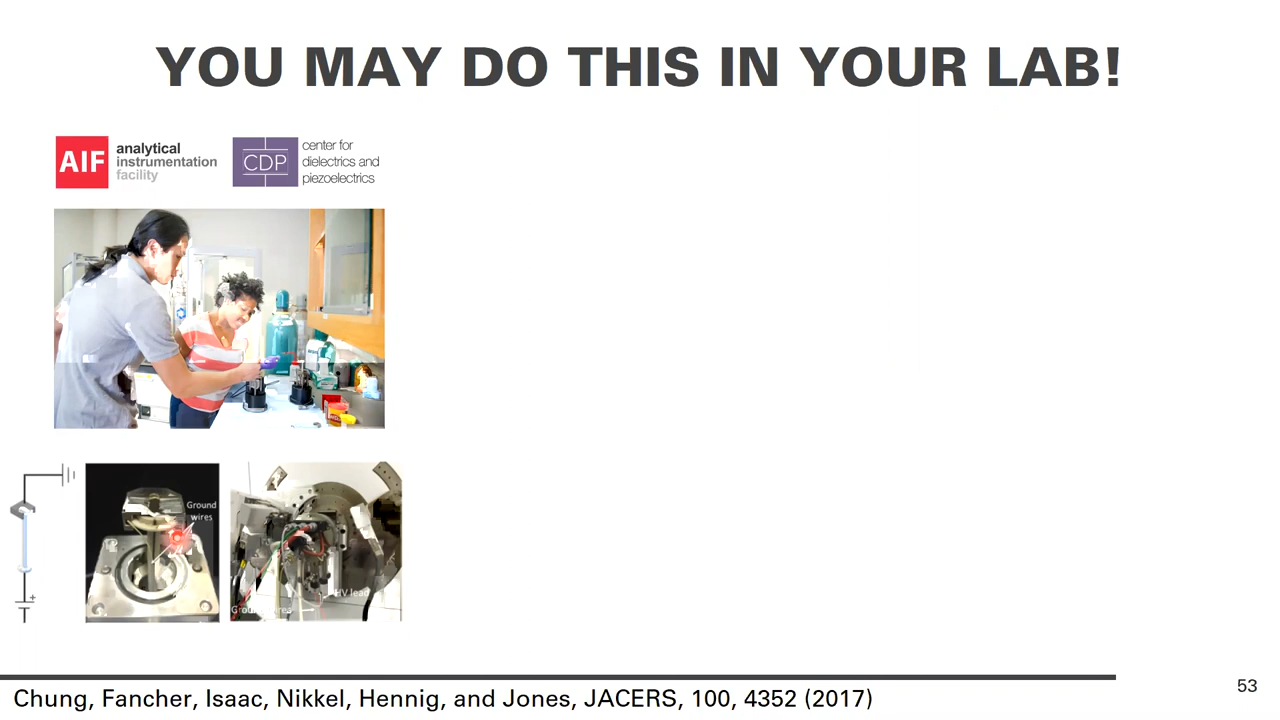 YOU MAY DO THIS IN YOUR LAB!
AIF
analytical
instrumentation
facility
CDP
center for
dielectrics and
piezoelectrics
Ground
wires
HV lead
Ground wires
Chung, Fancher, Isaac, Nikkel, Hennig, and Jones, JACERS, 100, 4352 (2017)
53